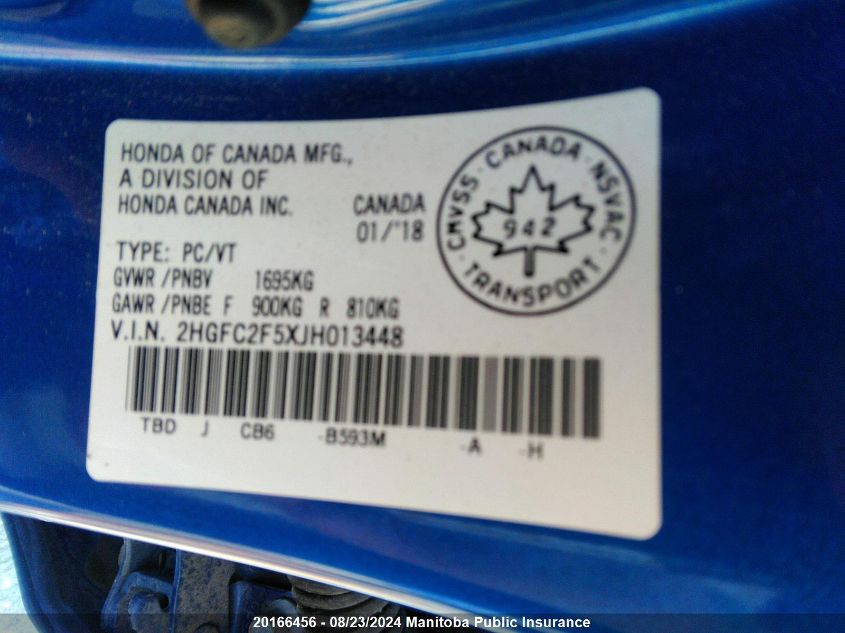 HONDA OF CANADA MFG.,
A DIVISION OF
HONDA CANADA INC. CANADA
01/'18
TYPE: PC/VT
GVWR/PNBV 1695KG
GAWR/PNBE F 900KG R 810KG
V.I.N. 2HGFC2F5XJH013448
TBD J CB6 -B593M -A -H
CMVSS · CANADA · NSVAC
942
· TRANSPORT ·
20166456 - 08/23/2024 Manitoba Public Insurance